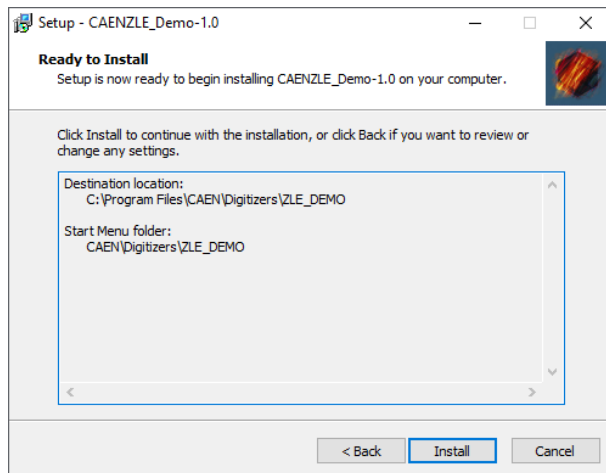 Setup - CAENZLE_Demo-1.0
Ready to Install
Setup is now ready to begin installing CAENZLE_Demo-1.0 on your computer.
Click Install to continue with the installation, or click Back if you want to review or
change any settings.
Destination location:
C:\Program Files\CAEN\Digitizers\ZLE_DEMO
Start Menu folder:
CAEN\Digitizers\ZLE_DEMO
< Back Install Cancel